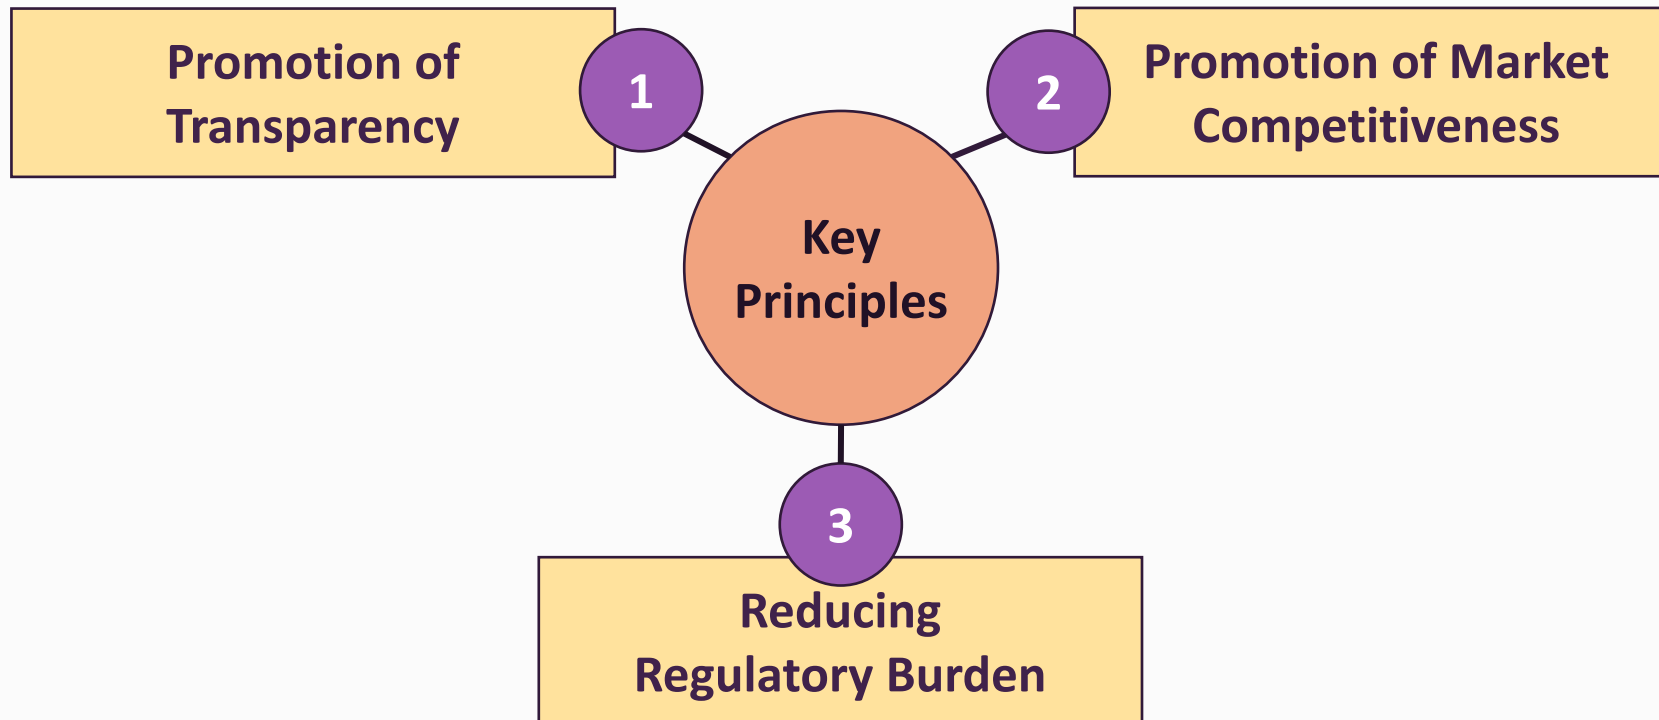 Promotion of
Transparency
1
2
Promotion of Market
Competitiveness
Key
Principles
3
Reducing
Regulatory Burden